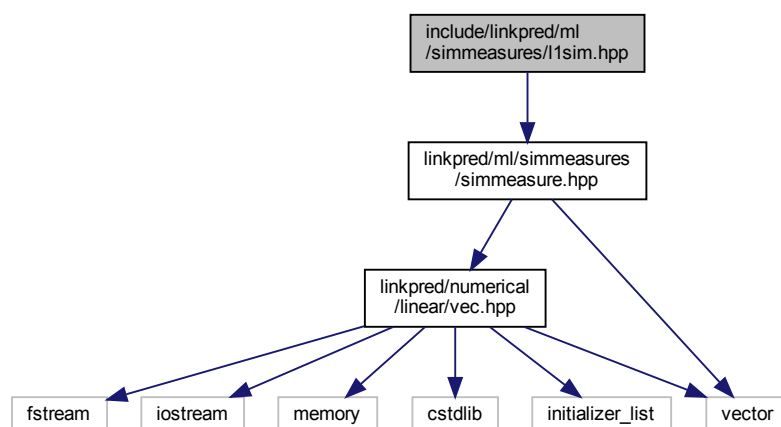 include/linkpred/ml
/simmeasures/l1sim.hpp
linkpred/ml/simmeasures
/simmeasure.hpp
linkpred/numerical
/linear/vec.hpp
fstream
iostream
memory
cstdlib
initializer_list
vector